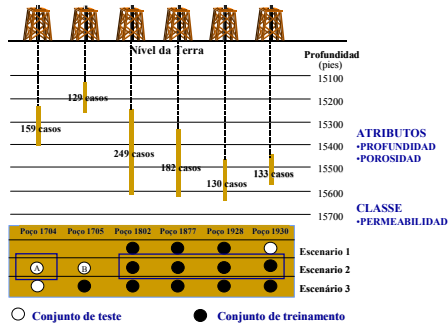 Nível da Terra
Profundidad
(pies)
15100
129 casos
15200
159 casos
15300
ATRIBUTOS
•PROFUNDIDAD
•POROSIDAD
15400
249 casos
182 casos
130 casos
133 casos
15500
15600
CLASSE
•PERMEABILIDAD
15700
Poço 1704 Poço 1705 Poço 1802 Poço 1877 Poço 1928 Poço 1930
Escenario 1
A B Escenario 2
Escenário 3
Conjunto de teste Conjunto de treinamento